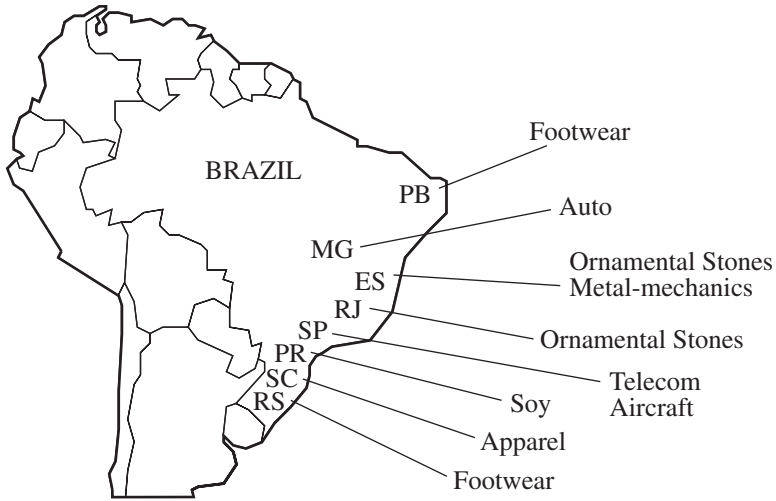 Footwear
BRAZIL
PB
Auto
MG
ES
Ornamental Stones
Metal-mechanics
RJ
SP
Ornamental Stones
PR
SC
Telecom
Aircraft
RS
Soy
Apparel
Footwear